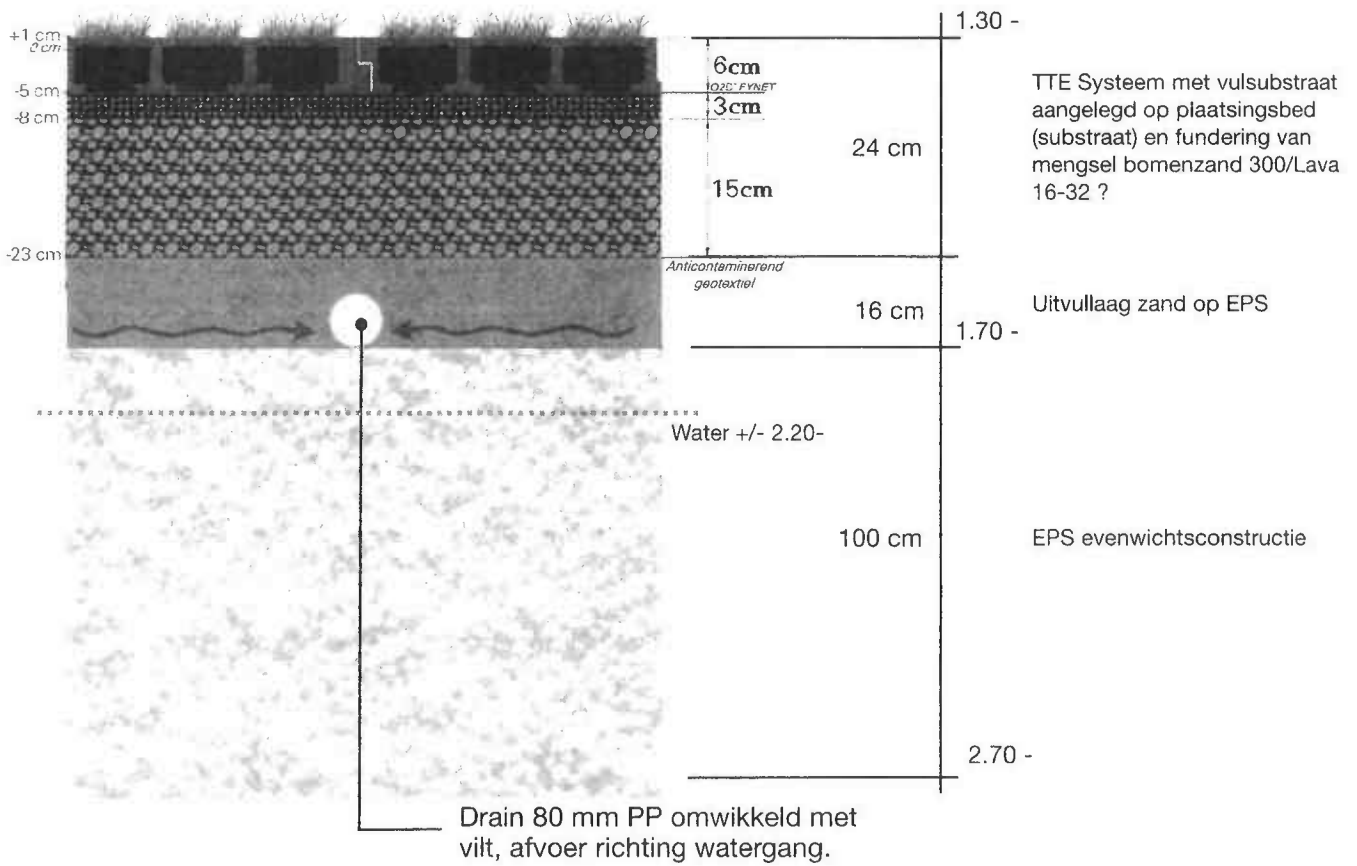 +1 cm
0 cm
-5 cm
-8 cm
-23 cm
6cm
3cm
15cm
Anticontaminerend
geotextiel
24 cm
16 cm
100 cm
1.30 -
1.70 -
2.70 -
TTE Systeem met vulsubstraat
aangelegd op plaatsingsbed
(substraat) en fundering van
mengsel bomenzand 300/Lava
16-32 ?
Uitvullaag zand op EPS
Water +/- 2.20-
EPS evenwichtsconstructie
Drain 80 mm PP omwikkeld met
vilt, afvoer richting watergang.